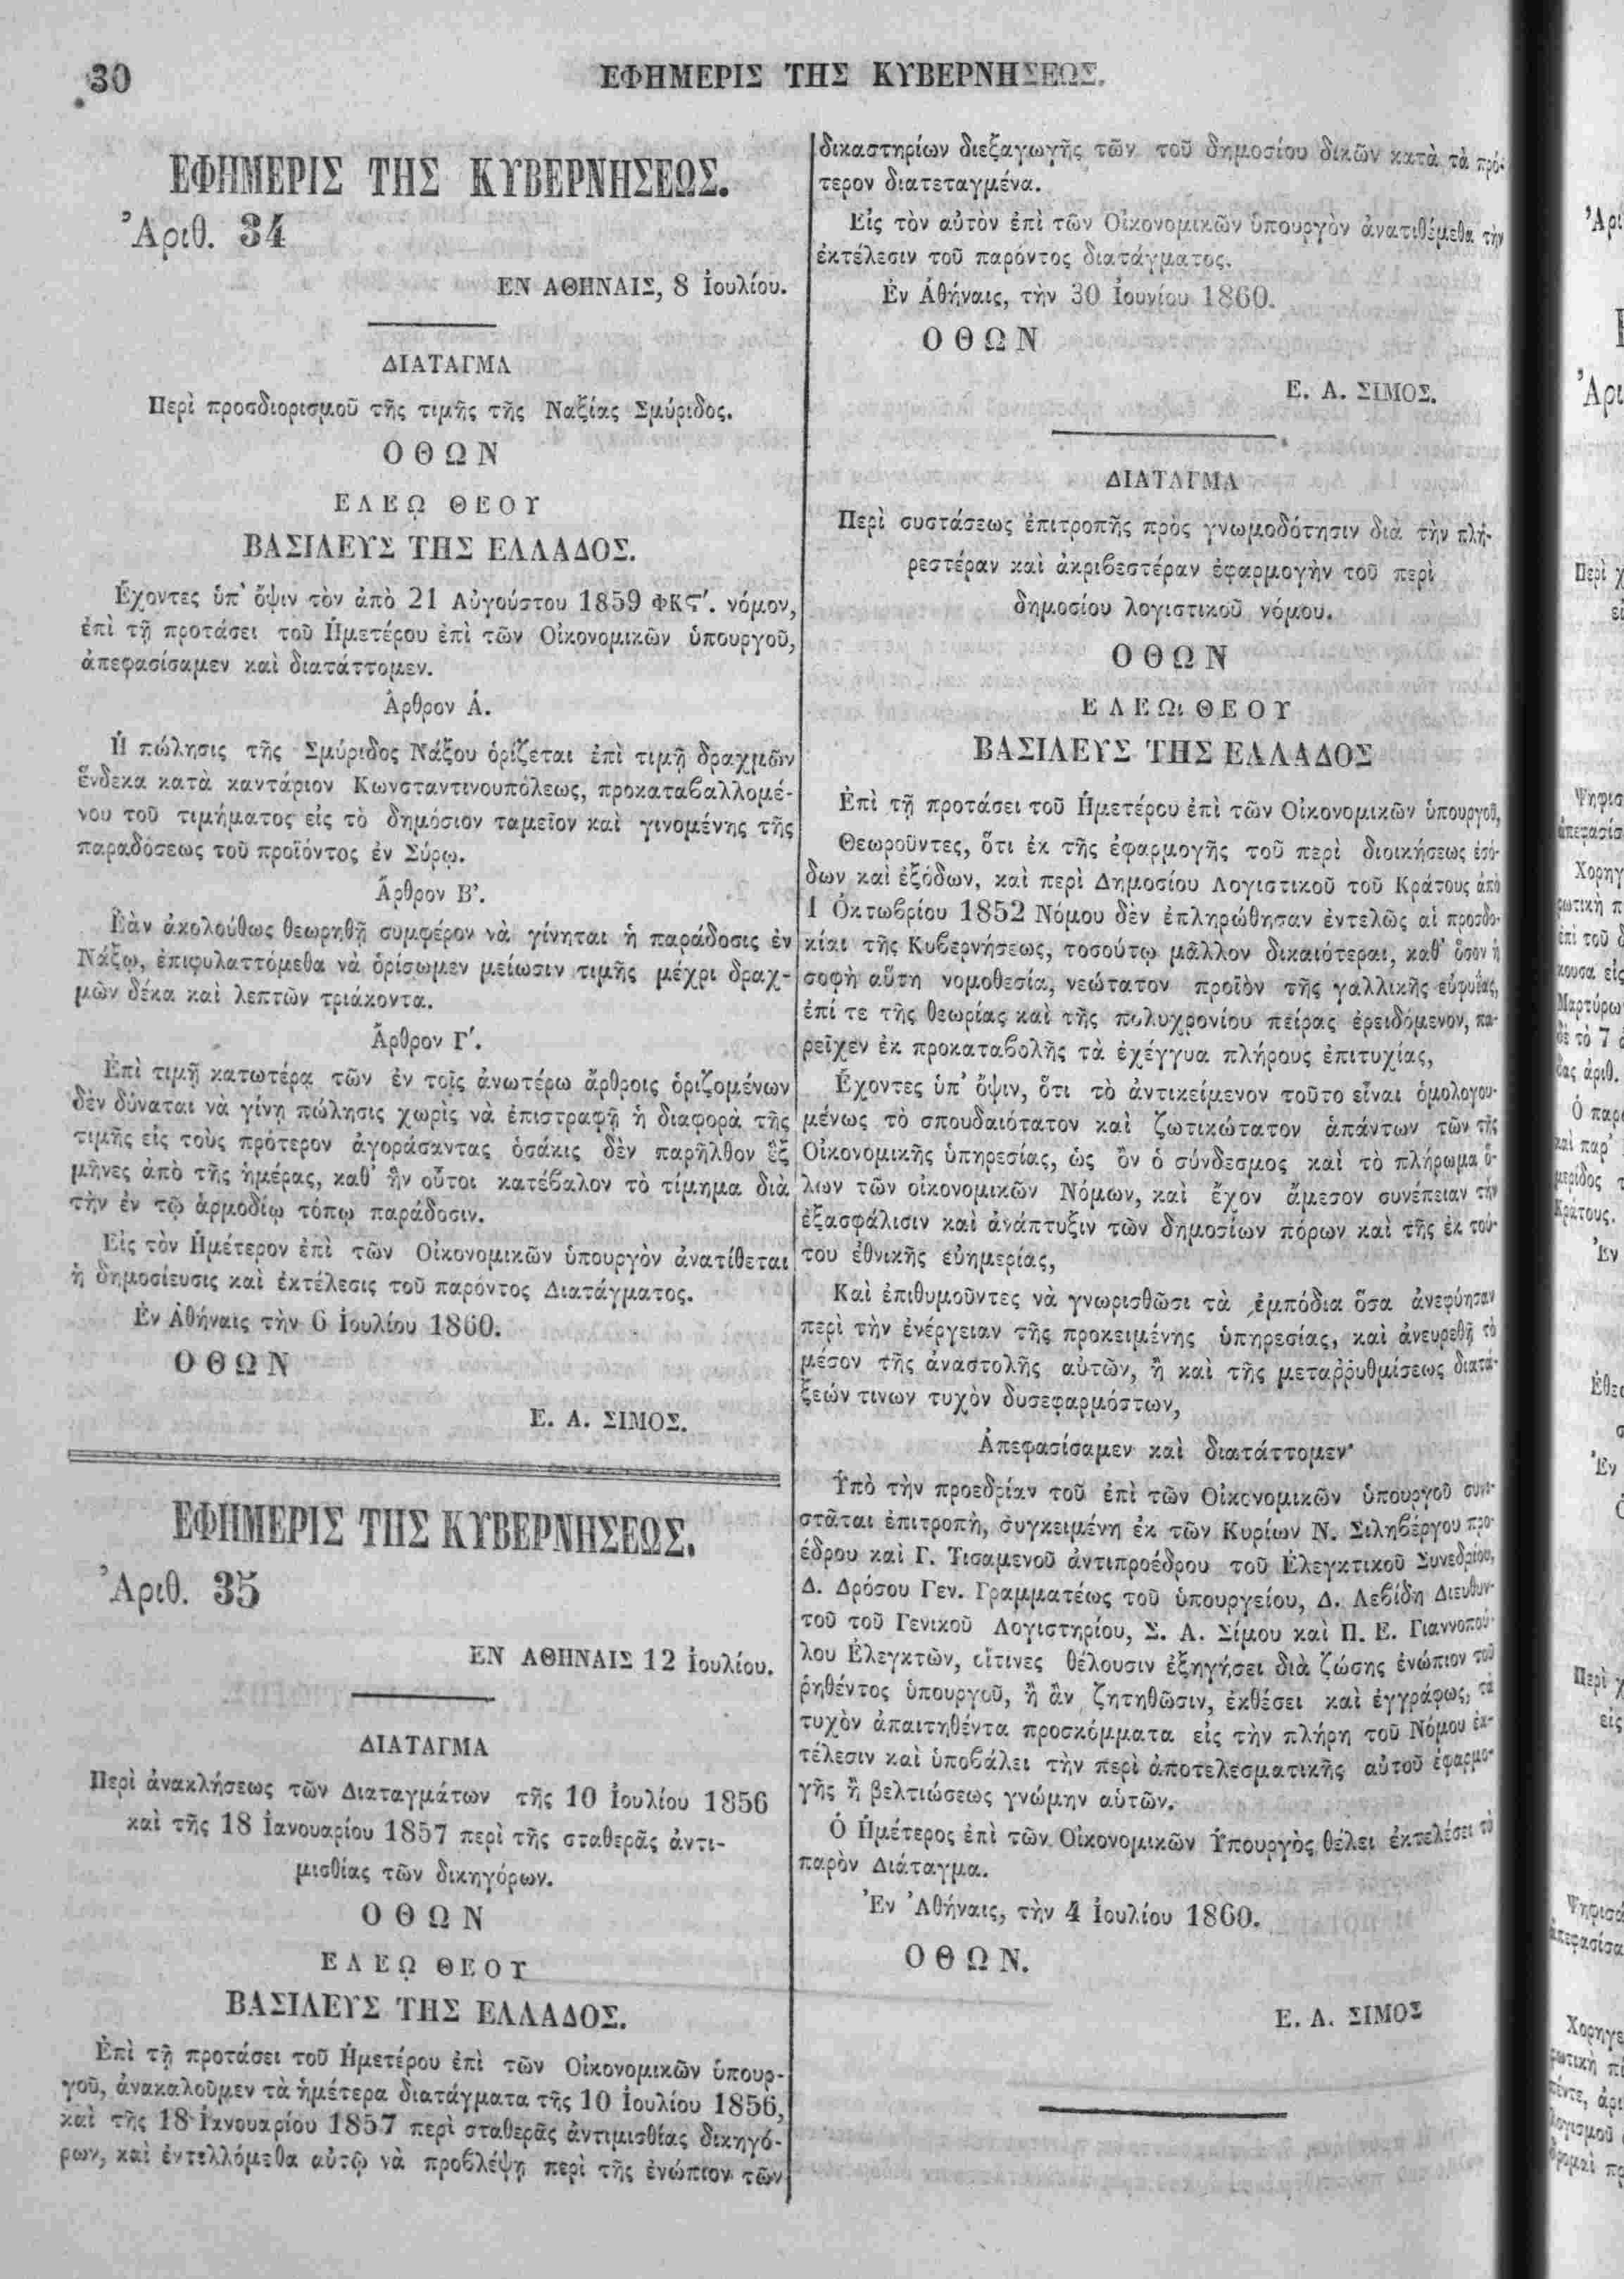 30
ΕΦΗΜΕΡΙΣ ΤΗΣ ΚΥΒΕΡΝΗΣΕΩΣ.
ΕΦΗΜΕΡΙΣ ΤΗΣ ΚΥΒΕΡΝΗΣΕΩΣ.
Ἀριθ. 34
ΕΝ ΑΘΗΝΑΙΣ, 8 Ἰουλίου.
ΔΙΑΤΑΓΜΑ
Περὶ προσδιορισμοῦ τῆς τιμῆς τῆς Ναξίας Σμύριδος.
ΟΘΩΝ
ΕΛΕῼ ΘΕΟΥ
ΒΑΣΙΛΕΥΣ ΤΗΣ ΕΛΛΑΔΟΣ.
Ἔχοντες ὑπ' ὄψιν τὸν ἀπὸ 21 Αὐγούστου 1859 ΦΚϚʹ. νόμον,
ἐπὶ τῇ προτάσει τοῦ Ἡμετέρου ἐπὶ τῶν Οἰκονομικῶν ὑπουργοῦ,
ἀπεφασίσαμεν καὶ διατάττομεν.
Ἄρθρον Ά.
Ἡ πώλησις τῆς Σμύριδος Νάξου ὁρίζεται ἐπὶ τιμῇ δραχμῶν
ἕνδεκα κατὰ καντάριον Κωνσταντινουπόλεως, προκαταβαλλομέ-
νου τοῦ τιμήματος εἰς τὸ δημόσιον ταμεῖον καὶ γινομένης τῆς
παραδόσεως τοῦ προϊόντος ἐν Σύρῳ.
Ἄρθρον Β'.
Ἐὰν ἀκολούθως θεωρηθῇ συμφέρον νὰ γίνηται ἡ παράδοσις ἐν
Νάξῳ, ἐπιφυλαττόμεθα νὰ ὁρίσωμεν μείωσιν τιμῆς μέχρι δραχ-
μῶν δέκα καὶ λεπτῶν τριάκοντα.
Ἄρθρον Γ'.
Ἐπὶ τιμῇ κατωτέρᾳ τῶν ἐν τοῖς ἀνωτέρω ἄρθροις ὁριζομένων
δὲν δύναται νὰ γίνῃ πώλησις χωρὶς νὰ ἐπιστραφῇ ἡ διαφορὰ τῆς
τιμῆς εἰς τοὺς πρότερον ἀγοράσαντας ὁσάκις δὲν παρῆλθον ἓξ
μῆνες ἀπὸ τῆς ἡμέρας, καθ' ἣν οὗτοι κατέβαλον τὸ τίμημα διὰ
τὴν ἐν τῷ ἁρμοδίῳ τόπῳ παράδοσιν.
Εἰς τὸν Ἡμέτερον ἐπὶ τῶν Οἰκονομικῶν ὑπουργὸν ἀνατίθεται
ἡ δημοσίευσις καὶ ἐκτέλεσις τοῦ παρόντος Διατάγματος.
Ἐν Ἀθήναις τὴν 6 Ἰουλίου 1860.
ΟΘΩΝ
Ε. Α. ΣΙΜΟΣ.
ΕΦΗΜΕΡΙΣ ΤΗΣ ΚΥΒΕΡΝΗΣΕΩΣ.
Ἀριθ. 35
ΕΝ ΑΘΗΝΑΙΣ 12 Ἰουλίου.
ΔΙΑΤΑΓΜΑ
Περὶ ἀνακλήσεως τῶν Διαταγμάτων τῆς 10 Ἰουλίου 1856
καὶ τῆς 18 Ἰανουαρίου 1857 περὶ τῆς σταθερᾶς ἀντι-
μισθίας τῶν δικηγόρων.
ΟΘΩΝ
ΕΛΕῼ ΘΕΟΥ
ΒΑΣΙΛΕΥΣ ΤΗΣ ΕΛΛΑΔΟΣ.
Ἐπὶ τῇ προτάσει τοῦ Ἡμετέρου ἐπὶ τῶν Οἰκονομικῶν ὑπουρ-
γοῦ, ἀνακαλοῦμεν τὰ ἡμέτερα διατάγματα τῆς 10 Ἰουλίου 1856,
καὶ τῆς 18 Ἰανουαρίου 1857 περὶ σταθερᾶς ἀντιμισθίας δικηγό-
ρων, καὶ ἐντελλόμεθα αὐτῷ νὰ προβλέψῃ περὶ τῆς ἐνώπιον τῶν
δικαστηρίων διεξαγωγῆς τῶν τοῦ δημοσίου δικῶν κατὰ τὰ πρό-
τερον διατεταγμένα.
Εἰς τὸν αὐτὸν ἐπὶ τῶν Οἰκονομικῶν ὑπουργὸν ἀνατιθέμεθα τὴν
ἐκτέλεσιν τοῦ παρόντος διατάγματος.
Ἐν Ἀθήναις, τὴν 30 Ἰουνίου 1860.
ΟΘΩΝ
Ε. Α. ΣΙΜΟΣ.
ΔΙΑΤΑΓΜΑ
Περὶ συστάσεως ἐπιτροπῆς πρὸς γνωμοδότησιν διὰ τὴν πλη-
ρεστέραν καὶ ἀκριβεστέραν ἐφαρμογὴν τοῦ περὶ
δημοσίου λογιστικοῦ νόμου.
ΟΘΩΝ
ΕΛΕΩι ΘΕΟΥ
ΒΑΣΙΛΕΥΣ ΤΗΣ ΕΛΛΑΔΟΣ
Ἐπὶ τῇ προτάσει τοῦ Ἡμετέρου ἐπὶ τῶν Οἰκονομικῶν ὑπουργοῦ,
Θεωροῦντες, ὅτι ἐκ τῆς ἐφαρμογῆς τοῦ περὶ διοικήσεως ἐσό-
δων καὶ ἐξόδων, καὶ περὶ Δημοσίου Λογιστικοῦ τοῦ Κράτους ἀπὸ
1 Ὀκτωβρίου 1852 Νόμου δὲν ἐπληρώθησαν ἐντελῶς αἱ προσδο-
κίαι τῆς Κυβερνήσεως, τοσούτῳ μᾶλλον δικαιότεραι, καθ' ὅσον ἡ
σοφὴ αὕτη νομοθεσία, νεώτατον προϊὸν τῆς γαλλικῆς εὐφυΐας,
ἐπί τε τῆς θεωρίας καὶ τῆς πολυχρονίου πείρας ἐρειδόμενον, πα-
ρεῖχεν ἐκ προκαταβολῆς τὰ ἐχέγγυα πλήρους ἐπιτυχίας,
Ἔχοντες ὑπ' ὄψιν, ὅτι τὸ ἀντικείμενον τοῦτο εἶναι ὁμολογου-
μένως τὸ σπουδαιότατον καὶ ζωτικώτατον ἁπάντων τῶν τῆς
Οἰκονομικῆς ὑπηρεσίας, ὡς ὂν ὁ σύνδεσμος καὶ τὸ πλήρωμα ὅ-
λων τῶν οἰκονομικῶν Νόμων, καὶ ἔχον ἄμεσον συνέπειαν τὴν
ἐξασφάλισιν καὶ ἀνάπτυξιν τῶν δημοσίων πόρων καὶ τῆς ἐκ τού-
του ἐθνικῆς εὐημερίας,
Καὶ ἐπιθυμοῦντες νὰ γνωρισθῶσι τὰ ἐμπόδια ὅσα ἀνεφύησαν
περὶ τὴν ἐνέργειαν τῆς προκειμένης ὑπηρεσίας, καὶ ἀνευρεθῇ τὸ
μέσον τῆς ἀναστολῆς αὐτῶν, ἢ καὶ τῆς μεταῤῥυθμίσεως διατά-
ξεών τινων τυχὸν δυσεφαρμόστων,
Ἀπεφασίσαμεν καὶ διατάττομεν·
Ὑπὸ τὴν προεδρίαν τοῦ ἐπὶ τῶν Οἰκονομικῶν ὑπουργοῦ συνι-
στᾶται ἐπιτροπὴ, συγκειμένη ἐκ τῶν Κυρίων Ν. Σιληβέργου προ-
έδρου καὶ Γ. Τισαμενοῦ ἀντιπροέδρου τοῦ Ἐλεγκτικοῦ Συνεδρίου,
Δ. Δρόσου Γεν. Γραμματέως τοῦ ὑπουργείου, Δ. Λεβίδη Διευθυν-
τοῦ τοῦ Γενικοῦ Λογιστηρίου, Σ. Α. Σίμου καὶ Π. Ε. Γιαννοπού-
λου Ἐλεγκτῶν, οἵτινες θέλουσιν ἐξηγήσει διὰ ζώσης ἐνώπιον τοῦ
ῥηθέντος ὑπουργοῦ, ἢ ἂν ζητηθῶσιν, ἐκθέσει καὶ ἐγγράφως, τὰ
τυχὸν ἀπαιτηθέντα προσκόμματα εἰς τὴν πλήρη τοῦ Νόμου ἐκ-
τέλεσιν καὶ ὑποβάλει τὴν περὶ ἀποτελεσματικῆς αὐτοῦ ἐφαρμο-
γῆς ἢ βελτιώσεως γνώμην αὐτῶν.
Ὁ Ἡμέτερος ἐπὶ τῶν Οἰκονομικῶν Ὑπουργὸς θέλει ἐκτελέσει τὸ
παρὸν Διάταγμα.
Ἐν Ἀθήναις, τὴν 4 Ἰουλίου 1860.
ΟΘΩΝ.
Ε. Α. ΣΙΜΟΣ